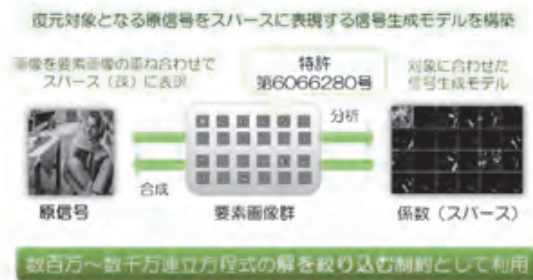 復元対象となる原信号をスパースに表現する信号生成モデルを構築
画像を要素画像の重ね合わせで
スパース（疎）に表現
特許
第6066280号
対象に合わせた
信号生成モデル
分析
合成
原信号
要素画像群
係数（スパース）
数百万～数千万連立方程式の解を絞り込む制約として利用